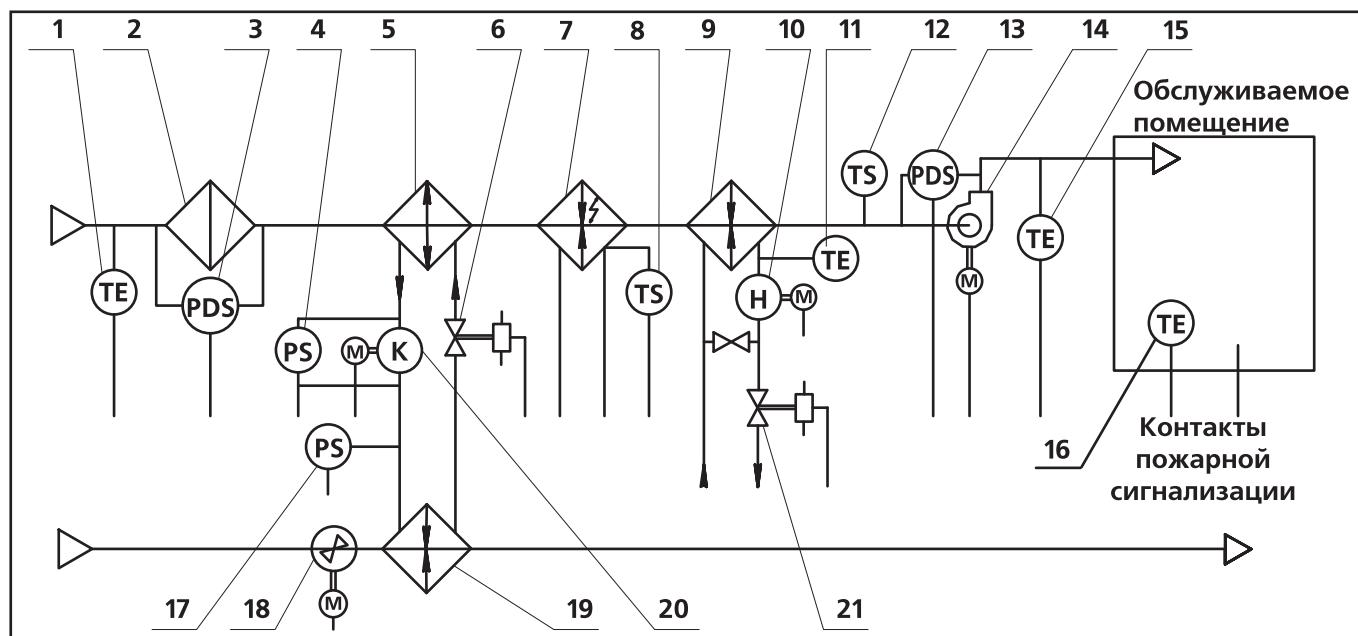 1 2 3 4 5 6 7 8 9 10 11 12 13 14 15
Обслуживаемое
помещение
TS PDS
TE PDS TS TE H M TE M TE
PS M K
PS
16
Контакты
пожарной
сигнализации
M
17 18 19 20 21